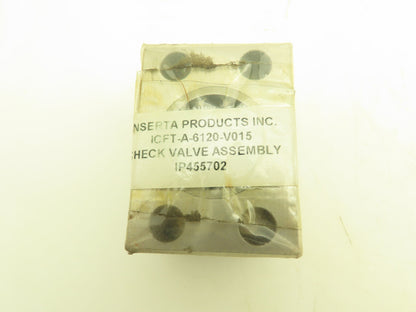 INSERTA PRODUCTS INC.
ICFT-A-6120-V015
CHECK VALVE ASSEMBLY
IP455702